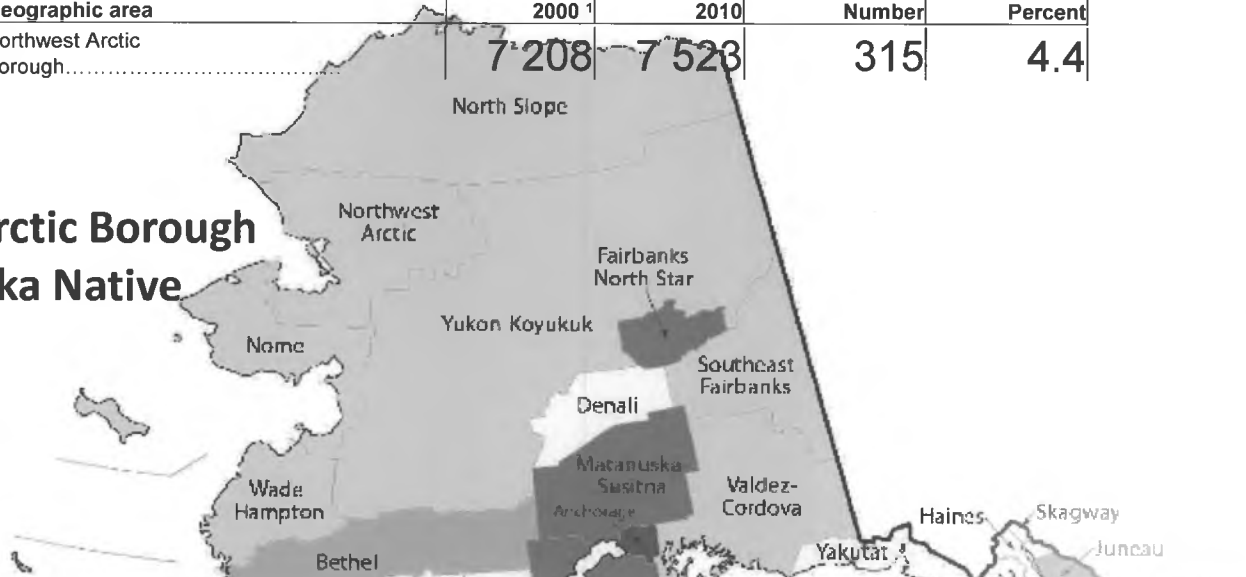 eographic area 2000 ¹ 2010 Number Percent
orthwest Arctic
orough 7 208 7 523 315 4.4
North Slope
Northwest
Arctic
rctic Borough
ka Native
Fairbanks
North Star
Yukon Koyukuk
Nome
Southeast
Fairbanks
Denali
Matanuska
Susitna
Wade
Hampton
Valdez-
Cordova
Anchorage
Haines
Skagway
Yakutat
Juneau
Bethel